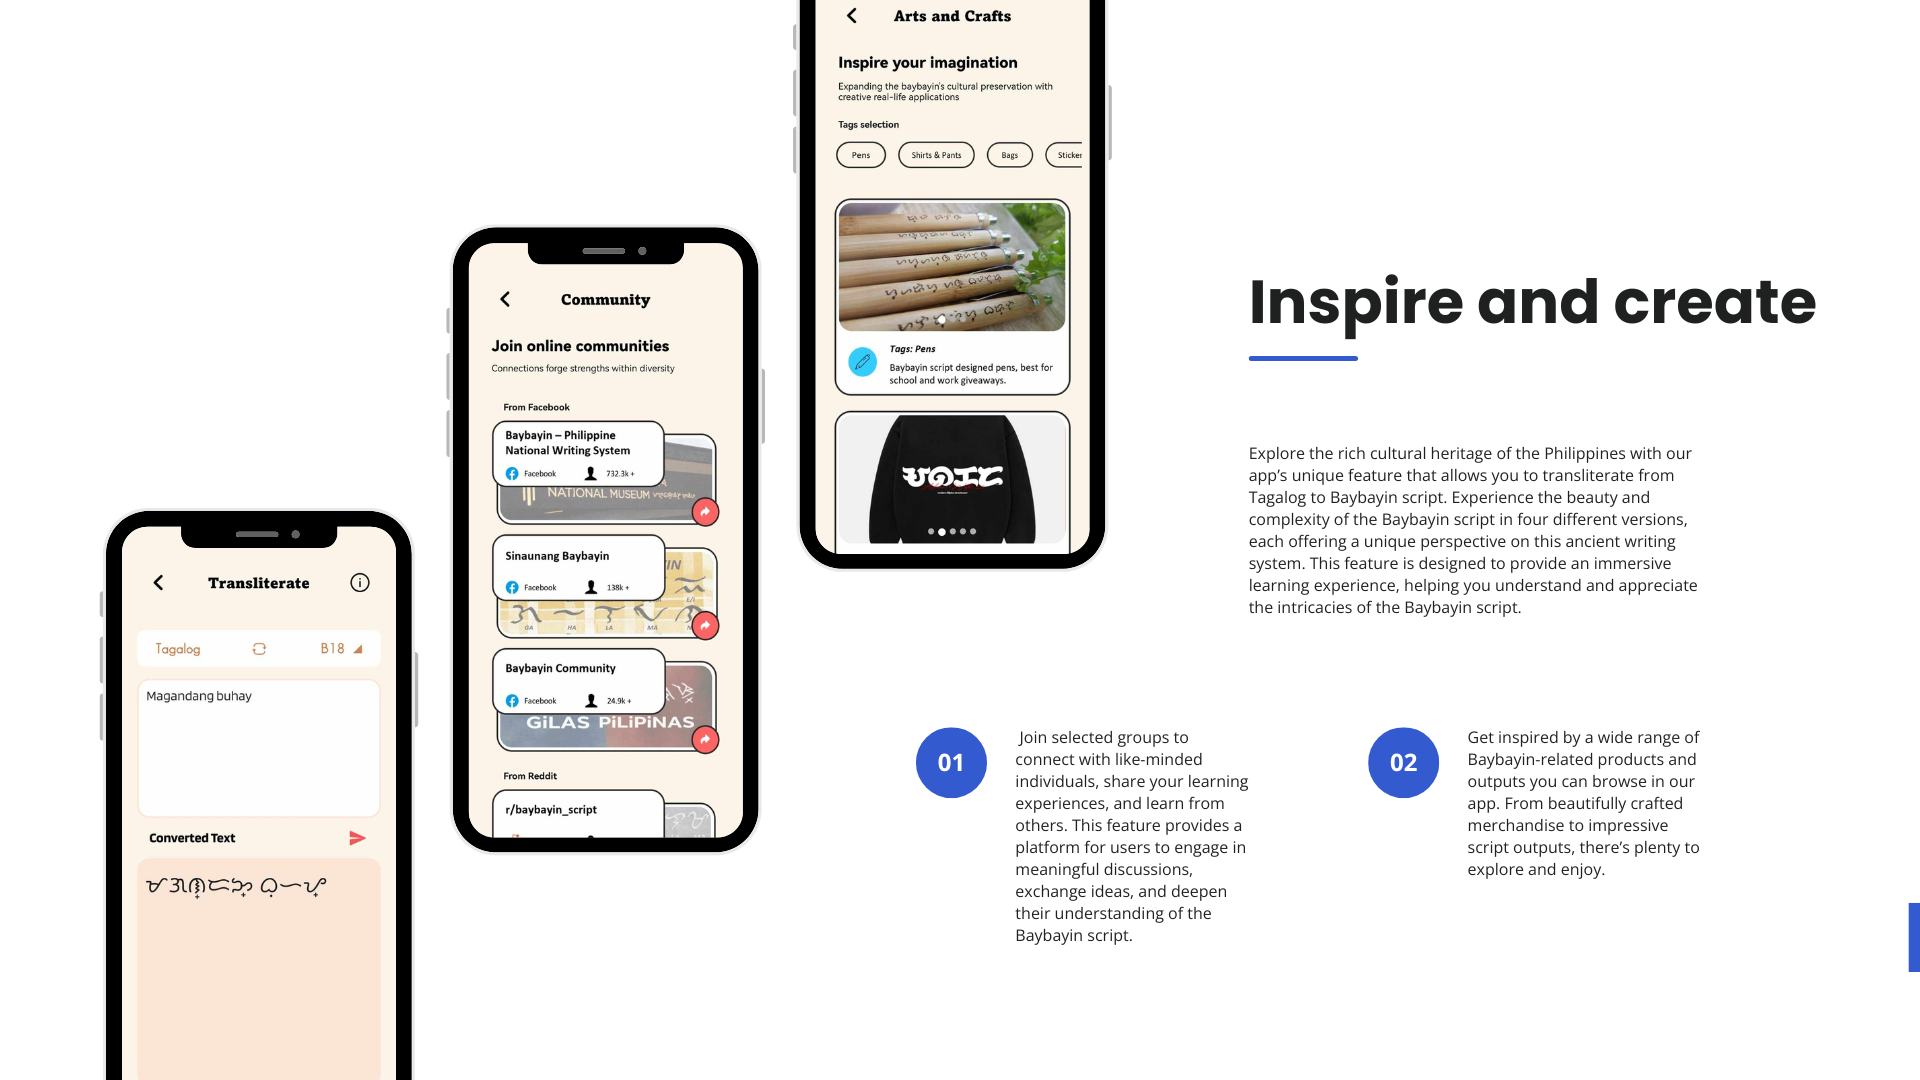 Arts and Crafts
Inspire your imagination
Expanding the baybayin's cultural preservation with
creative real-life applications
Tags selection
Pens
Shirts & Pants
Bags
Sticker
Tags: Pens
Baybayin script designed pens, best for
school and work giveaways.
Community
Join online communities
Connections forge strengths within diversity
From Facebook
Baybayin – Philippine
National Writing System
Facebook
732.3k +
NATIONAL MUSEUM
Sinaunang Baybayin
Facebook
138k +
E/I
GA
HA
LA
MA
Baybayin Community
Facebook
24.9k +
GiLAS PiLiPiNAS
From Reddit
r/baybayin_script
Transliterate
Tagalog
B18
Magandang buhay
Converted Text
Inspire and create
Explore the rich cultural heritage of the Philippines with our
app’s unique feature that allows you to transliterate from
Tagalog to Baybayin script. Experience the beauty and
complexity of the Baybayin script in four different versions,
each offering a unique perspective on this ancient writing
system. This feature is designed to provide an immersive
learning experience, helping you understand and appreciate
the intricacies of the Baybayin script.
01
Join selected groups to
connect with like-minded
individuals, share your learning
experiences, and learn from
others. This feature provides a
platform for users to engage in
meaningful discussions,
exchange ideas, and deepen
their understanding of the
Baybayin script.
02
Get inspired by a wide range of
Baybayin-related products and
outputs you can browse in our
app. From beautifully crafted
merchandise to impressive
script outputs, there’s plenty to
explore and enjoy.